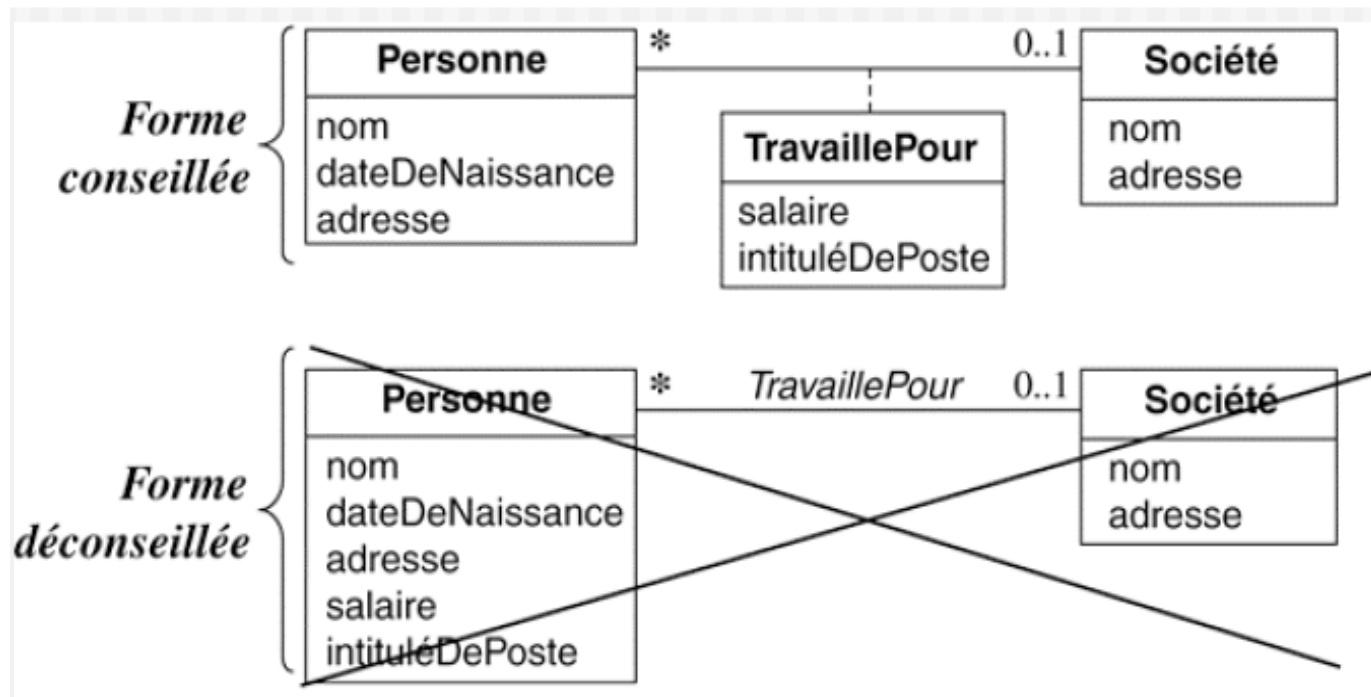 Forme
conseillée
Personne
nom
dateDeNaissance
adresse
*
0..1
TravaillePour
salaire
intituléDePoste
Société
nom
adresse
Forme
déconseillée
Personne
nom
dateDeNaissance
adresse
salaire
intituléDePoste
*
TravaillePour
0..1
Société
nom
adresse